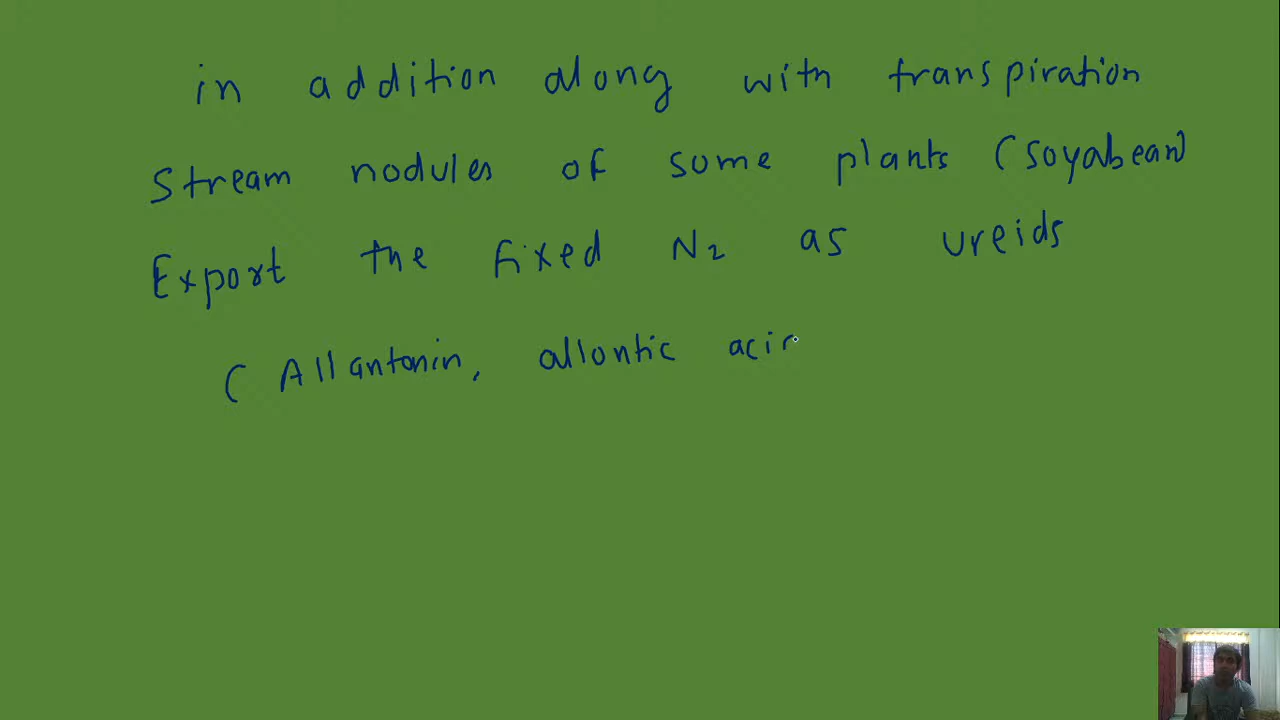 in addition along with transpiration
Stream nodules of some plants (soyabean)
Export the fixed N2 as ureids
( Allantonin, allontic